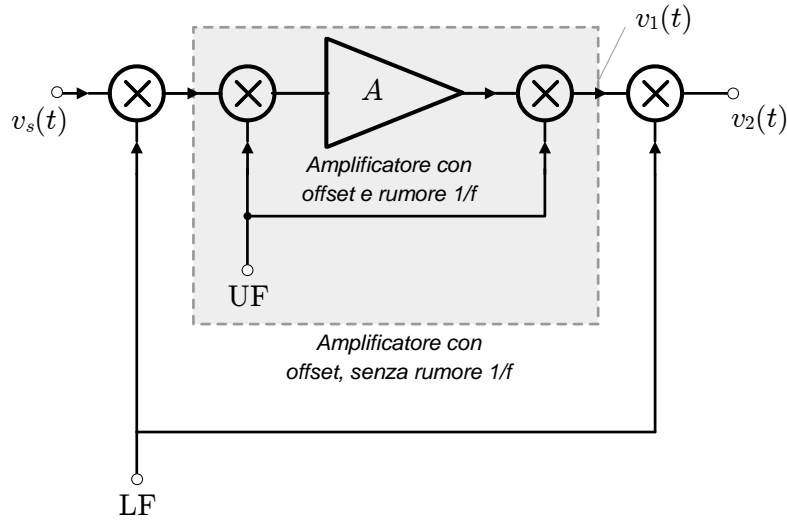 v₁(t)
vₛ(t)
A
v₂(t)
Amplificatore con
offset e rumore 1/f
UF
Amplificatore con
offset, senza rumore 1/f
LF